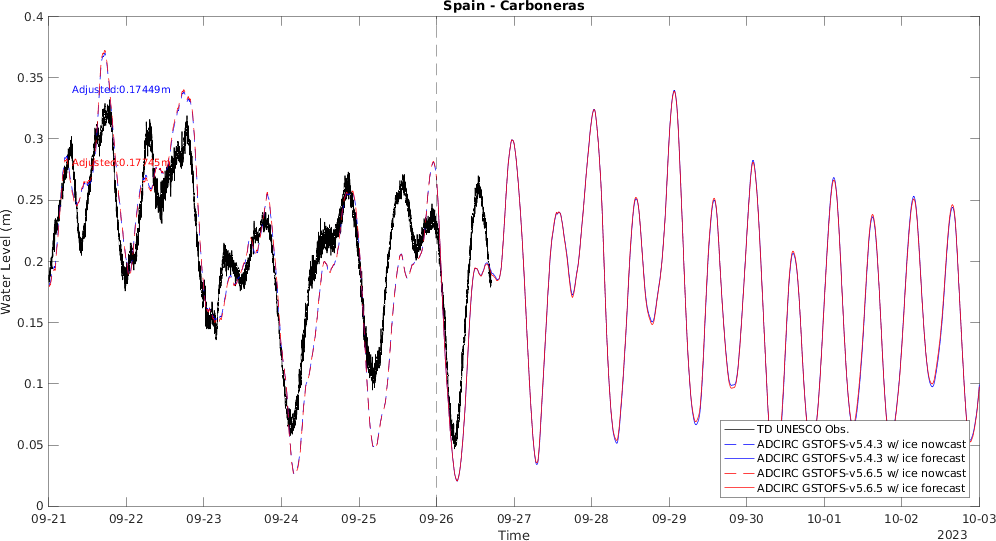 Spain - Carboneras
0.4
0.35
0.3
0.25
0.2
0.15
0.1
0.05
0
Water Level (m)
Adjusted:0.17449m
Adjusted:0.17745m
TD UNESCO Obs.
ADCIRC GSTOFS-v5.4.3 w/ ice nowcast
ADCIRC GSTOFS-v5.4.3 w/ ice forecast
ADCIRC GSTOFS-v5.6.5 w/ ice nowcast
ADCIRC GSTOFS-v5.6.5 w/ ice forecast
09-21 09-22 09-23 09-24 09-25 09-26 09-27 09-28 09-29 09-30 10-01 10-02 10-03
Time
2023